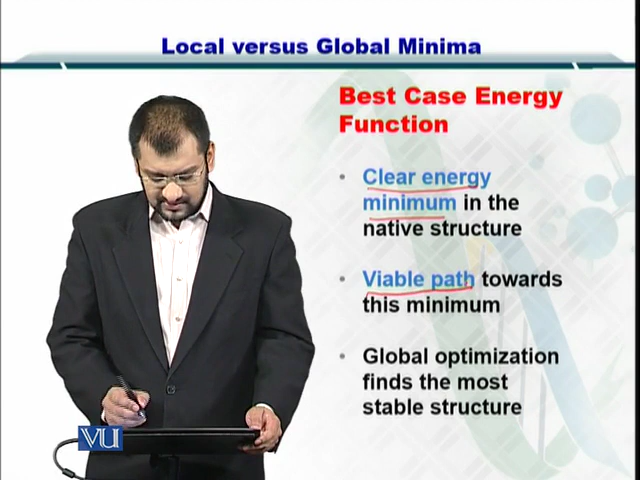 Local versus Global Minima
Best Case Energy
Function
• Clear energy
minimum in the
native structure
• Viable path towards
this minimum
• Global optimization
finds the most
stable structure
VU